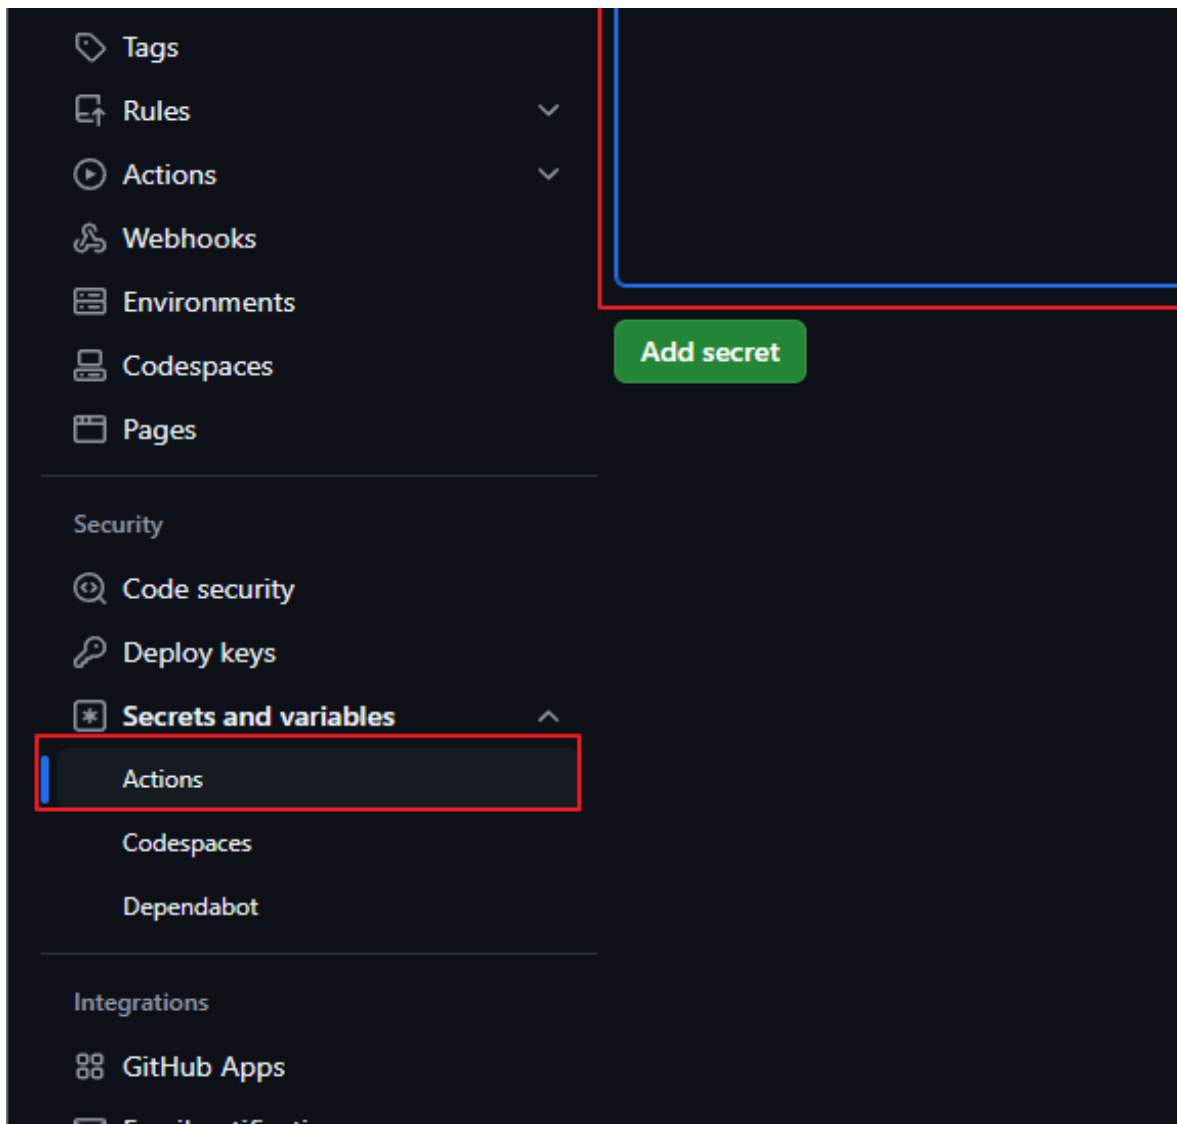 Tags
Rules
Actions
Webhooks
Environments
Codespaces
Pages
Add secret
Security
Code security
Deploy keys
Secrets and variables
Actions
Codespaces
Dependabot
Integrations
GitHub Apps